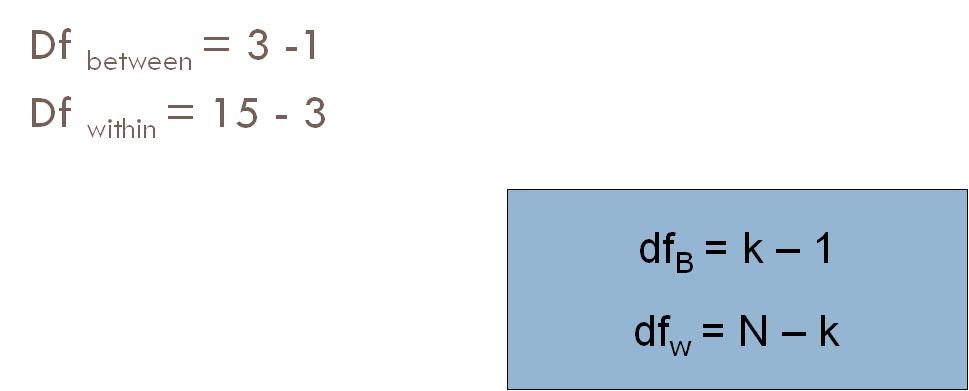 Df between = 3 -1
Df within = 15 - 3
dfB = k – 1
dfw = N – k